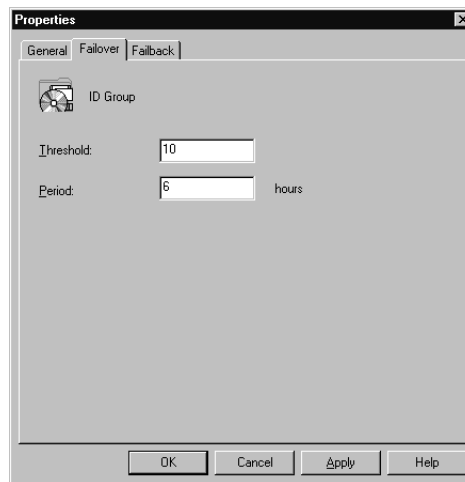 Properties
General Failover Failback
ID Group
Threshold: 10
Period: 6 hours
OK Cancel Apply Help